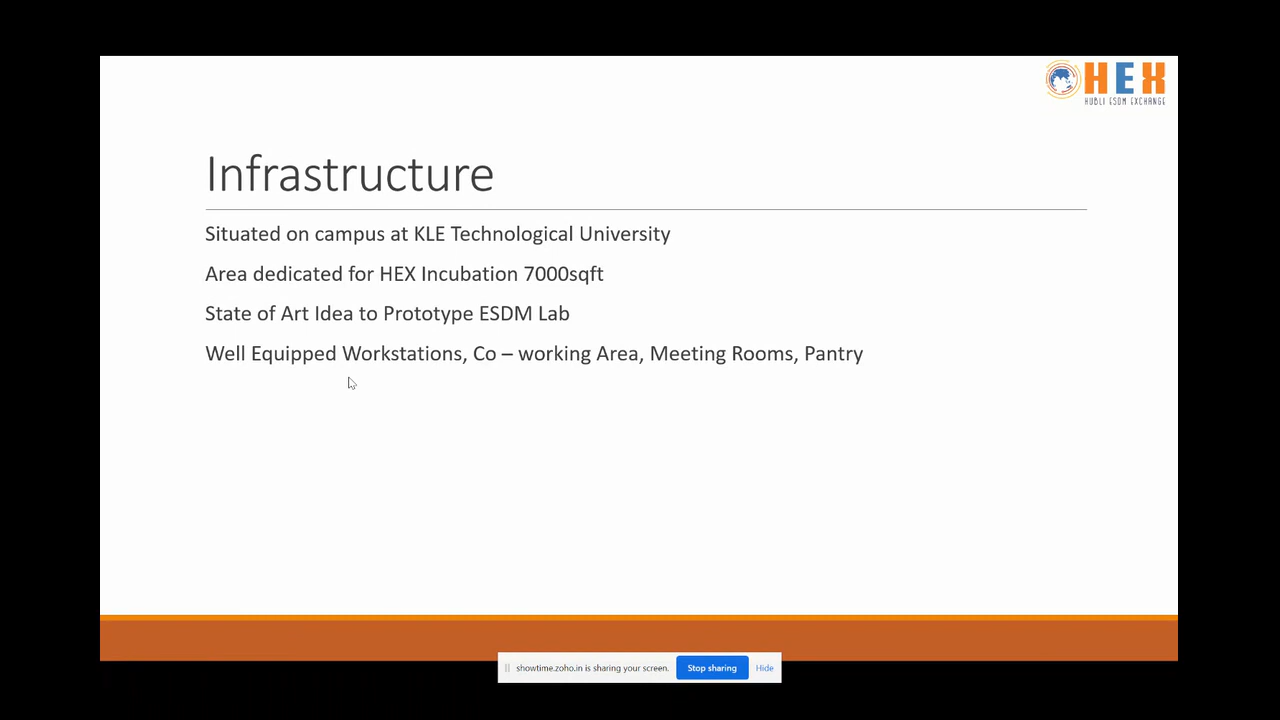 HEX
HUBLI ESDM EXCHANGE
Infrastructure
Situated on campus at KLE Technological University
Area dedicated for HEX Incubation 7000sqft
State of Art Idea to Prototype ESDM Lab
Well Equipped Workstations, Co – working Area, Meeting Rooms, Pantry
showtime.zoho.in is sharing your screen. Stop sharing Hide